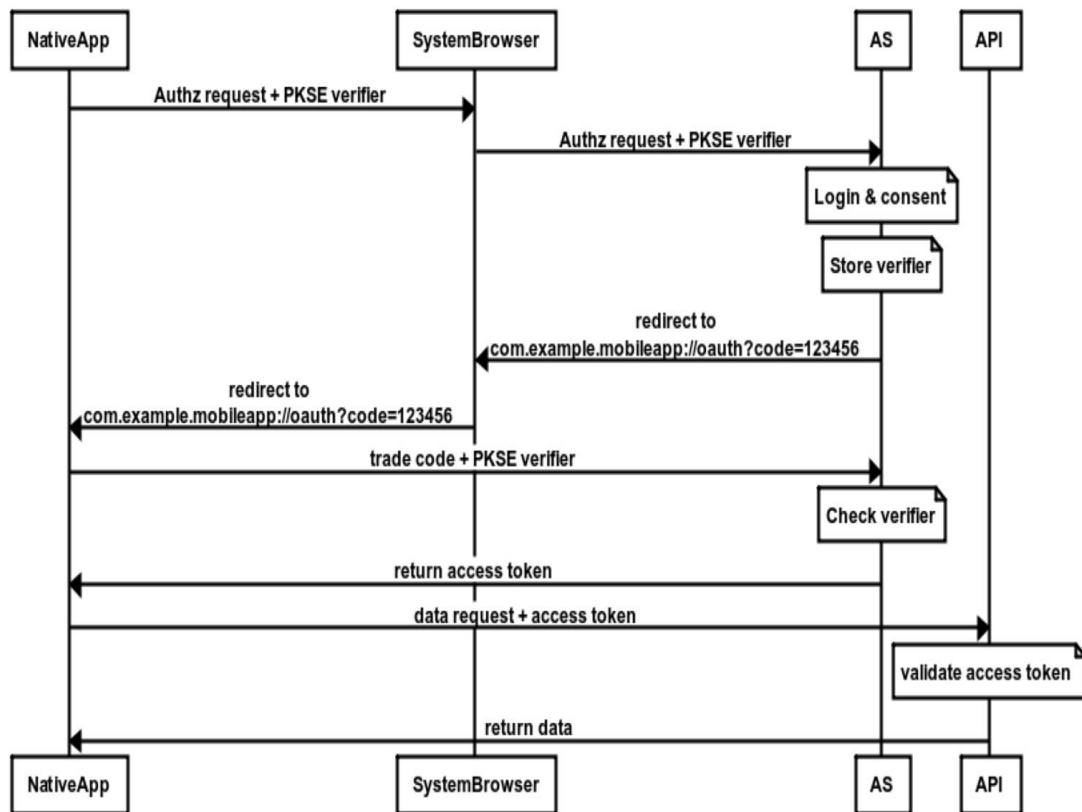 NativeApp
SystemBrowser
AS
API
Authz request + PKSE verifier
Authz request + PKSE verifier
Login & consent
Store verifier
redirect to
com.example.mobileapp://oauth?code=123456
redirect to
com.example.mobileapp://oauth?code=123456
trade code + PKSE verifier
Check verifier
return access token
data request + access token
validate access token
return data
NativeApp
SystemBrowser
AS
API